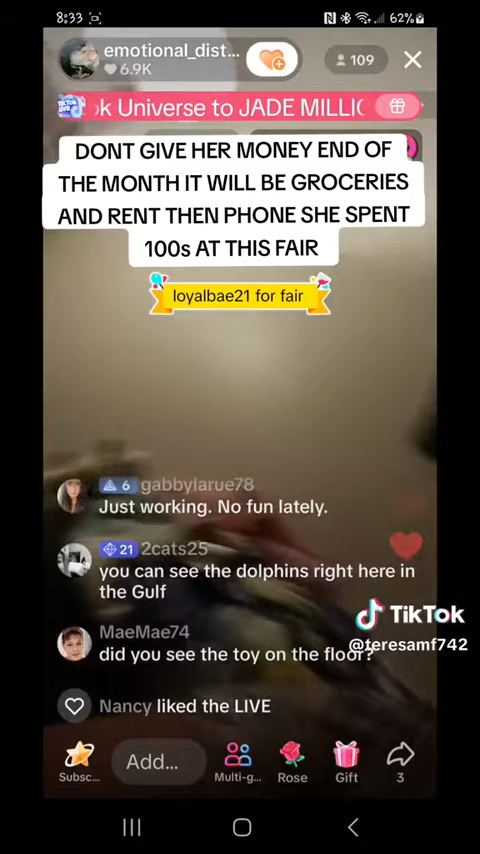 8:33
62%
emotional_dist...
6.9K
109
TikTok LIVE
ok Universe to JADE MILLIC
DONT GIVE HER MONEY END OF
THE MONTH IT WILL BE GROCERIES
AND RENT THEN PHONE SHE SPENT
100s AT THIS FAIR
loyalbae21 for fair
6 gabbylarue78
Just working. No fun lately.
21 2cats25
you can see the dolphins right here in
the Gulf
TikTok
@teresamf742
MaeMae74
did you see the toy on the floor?
Nancy liked the LIVE
Subsc...
Add...
Multi-g...
Rose
Gift
3